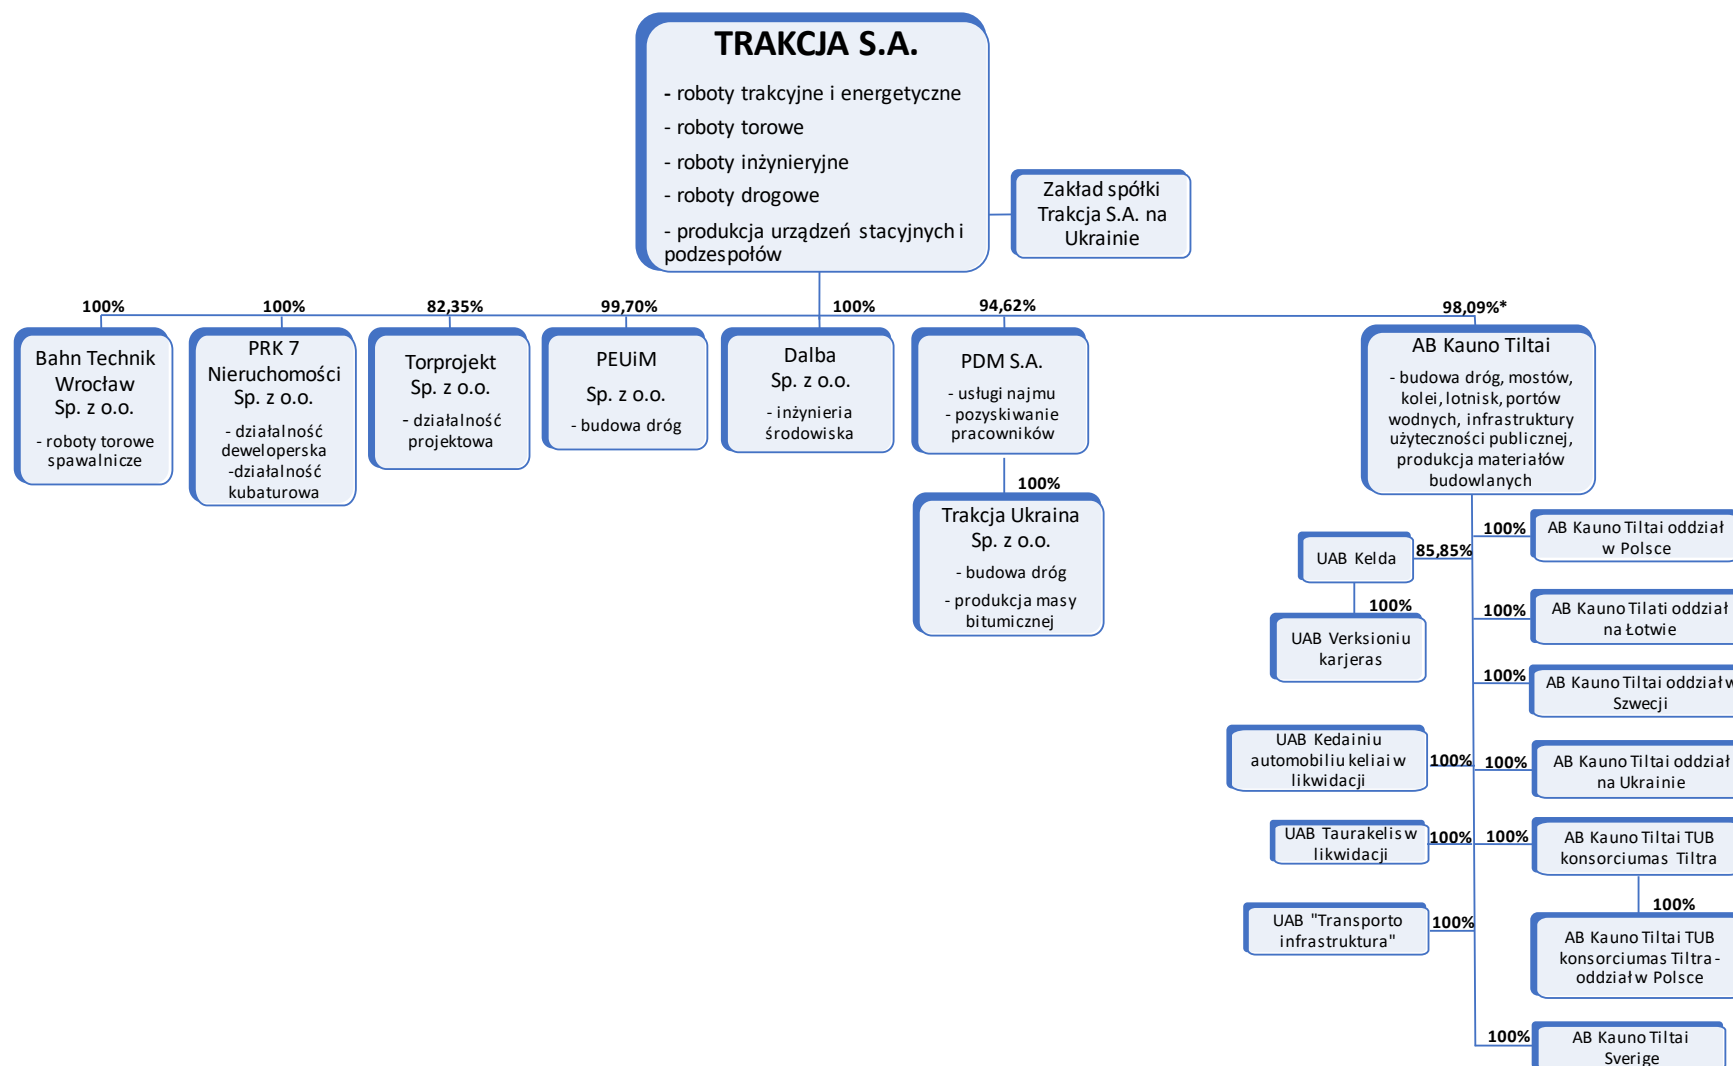 TRAKCJA S.A.
- roboty trakcyjne i energetyczne
- roboty torowe
- roboty inżynieryjne
- roboty drogowe
- produkcja urządzeń stacyjnych i
podzespołów
Zakład spółki
Trakcja S.A. na
Ukrainie
100%
100%
82,35%
99,70%
100%
94,62%
98,09%*
Bahn Technik
Wrocław
Sp. z o.o.
- roboty torowe
spawalnicze
PRK 7
Nieruchomości
Sp. z o.o.
- działalność
deweloperska
-działalność
kubaturowa
Torprojekt
Sp. z o.o.
- działalność
projektowa
PEUiM
Sp. z o.o.
- budowa dróg
Dalba
Sp. z o.o.
- inżynieria
środowiska
PDM S.A.
- usługi najmu
- pozyskiwanie
pracowników
100%
Trakcja Ukraina
Sp. z o.o.
- budowa dróg
- produkcja masy
bitumicznej
AB Kauno Tiltai
- budowa dróg, mostów,
kolei, lotnisk, portów
wodnych, infrastruktury
użyteczności publicznej,
produkcja materiałów
budowlanych
UAB Kelda
85,85%
100%
UAB Verksioniu
karjeras
UAB Kedainiu
automobiliu keliai w
likwidacji
100%
UAB Taurakelis w
likwidacji
100%
UAB "Transporto
infrastruktura"
100%
100%
AB Kauno Tiltai oddział
w Polsce
100%
AB Kauno Tilati oddział
na Łotwie
100%
AB Kauno Tiltai oddział w
Szwecji
100%
AB Kauno Tiltai oddział
na Ukrainie
100%
AB Kauno Tiltai TUB
konsorciumas Tiltra
100%
AB Kauno Tiltai TUB
konsorciumas Tiltra-
oddział w Polsce
100%
AB Kauno Tiltai
Sverige